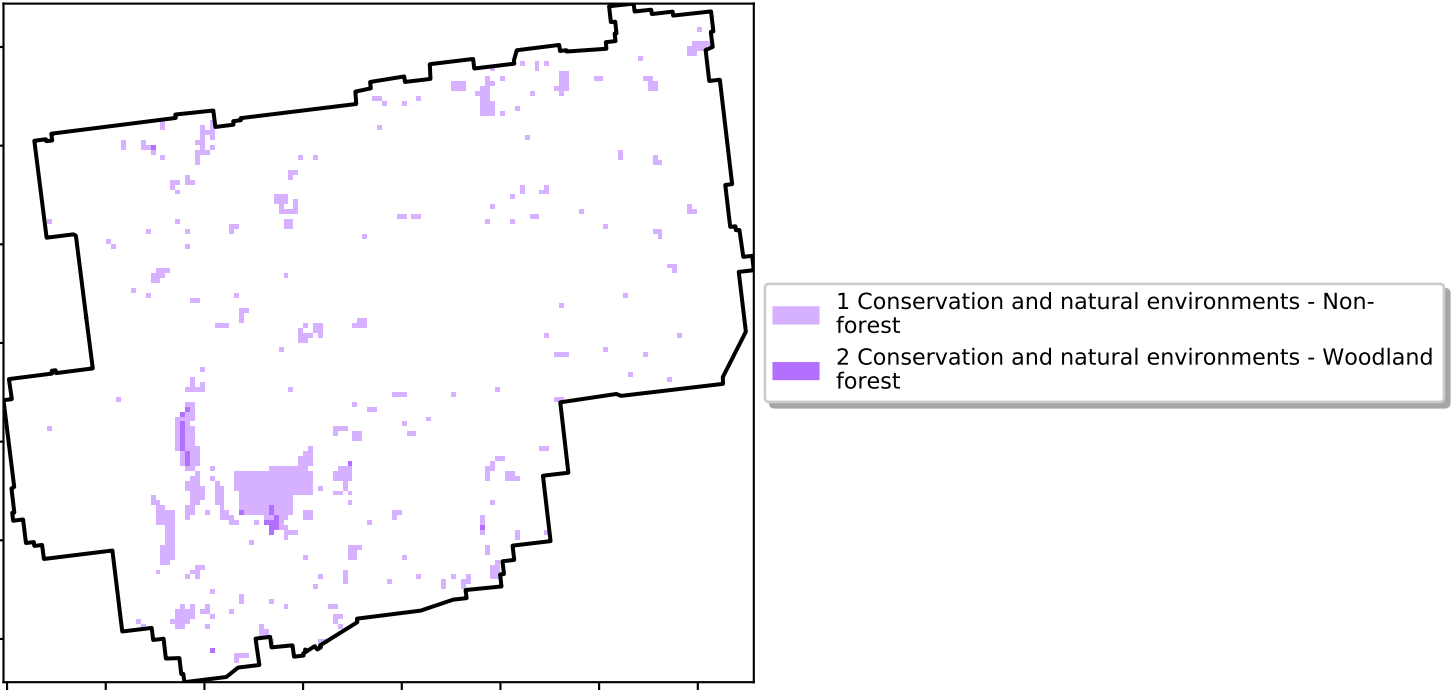 1 Conservation and natural environments - Non-
forest
2 Conservation and natural environments - Woodland
forest